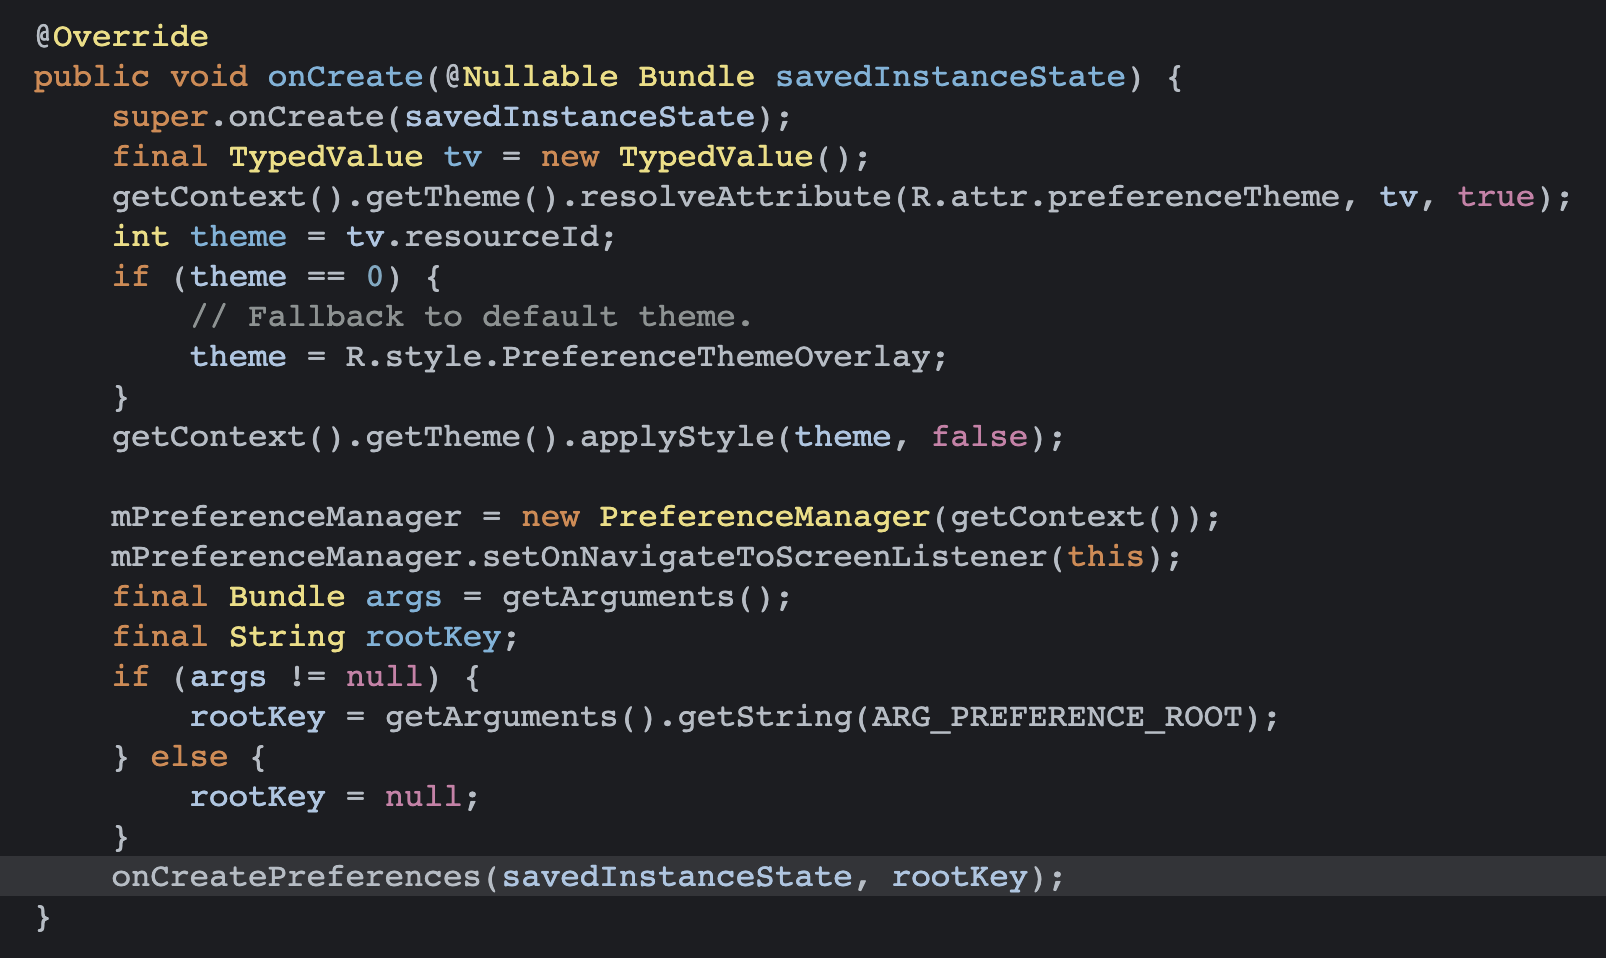 @Override
public void onCreate(@Nullable Bundle savedInstanceState) {
    super.onCreate(savedInstanceState);
    final TypedValue tv = new TypedValue();
    getContext().getTheme().resolveAttribute(R.attr.preferenceTheme, tv, true);
    int theme = tv.resourceId;
    if (theme == 0) {
        // Fallback to default theme.
        theme = R.style.PreferenceThemeOverlay;
    }
    getContext().getTheme().applyStyle(theme, false);

    mPreferenceManager = new PreferenceManager(getContext());
    mPreferenceManager.setOnNavigateToScreenListener(this);
    final Bundle args = getArguments();
    final String rootKey;
    if (args != null) {
        rootKey = getArguments().getString(ARG_PREFERENCE_ROOT);
    } else {
        rootKey = null;
    }
    onCreatePreferences(savedInstanceState, rootKey);
}